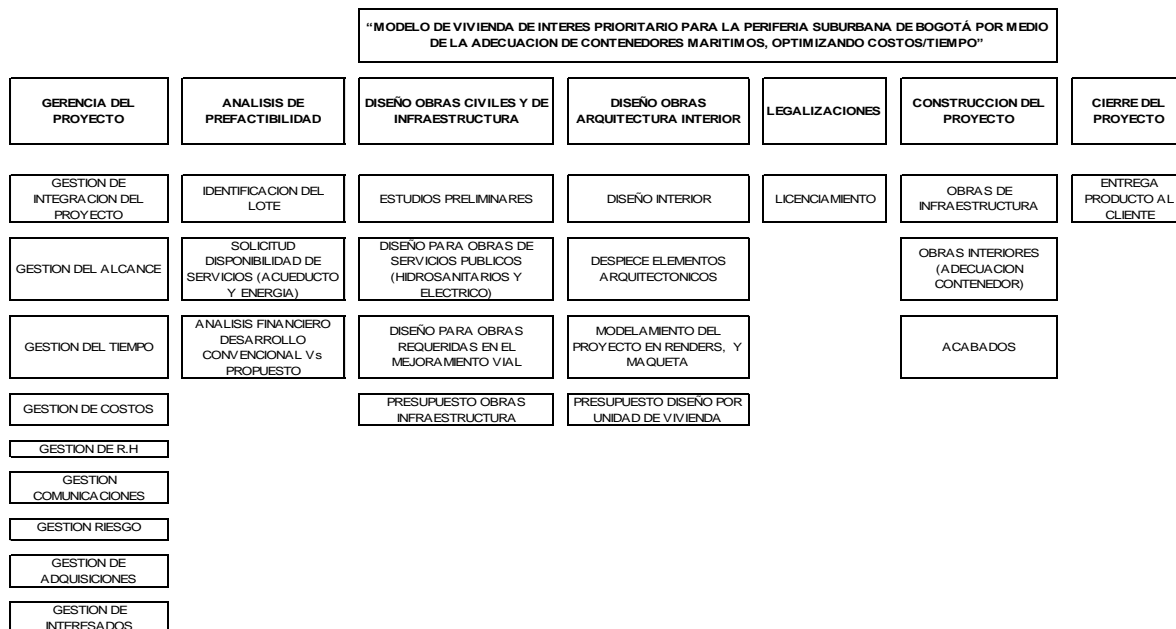 “MODELO DE VIVIENDA DE INTERES PRIORITARIO PARA LA PERIFERIA SUBURBANA DE BOGOTÁ POR MEDIO
DE LA ADECUACION DE CONTENEDORES MARITIMOS, OPTIMIZANDO COSTOS/TIEMPO”
GERENCIA DEL
PROYECTO
ANALISIS DE
PREFACTIBILIDAD
DISEÑO OBRAS CIVILES Y DE
INFRAESTRUCTURA
DISEÑO OBRAS
ARQUITECTURA INTERIOR
LEGALIZACIONES
CONSTRUCCION DEL
PROYECTO
CIERRE DEL
PROYECTO
GESTION DE
INTEGRACION DEL
PROYECTO
IDENTIFICACION DEL
LOTE
ESTUDIOS PRELIMINARES
DISEÑO INTERIOR
LICENCIAMIENTO
OBRAS DE
INFRAESTRUCTURA
ENTREGA
PRODUCTO AL
CLIENTE
GESTION DEL ALCANCE
SOLICITUD
DISPONIBILIDAD DE
SERVICIOS (ACUEDUCTO
Y ENERGIA)
DISEÑO PARA OBRAS DE
SERVICIOS PUBLICOS
(HIDROSANITARIOS Y
ELECTRICO)
DESPIECE ELEMENTOS
ARQUITECTONICOS
OBRAS INTERIORES
(ADECUACION
CONTENEDOR)
GESTION DEL TIEMPO
ANALISIS FINANCIERO
DESARROLLO
CONVENCIONAL Vs
PROPUESTO
DISEÑO PARA OBRAS
REQUERIDAS EN EL
MEJORAMIENTO VIAL
MODELAMIENTO DEL
PROYECTO EN RENDERS, Y
MAQUETA
ACABADOS
GESTION DE COSTOS
PRESUPUESTO OBRAS
INFRAESTRUCTURA
PRESUPUESTO DISEÑO POR
UNIDAD DE VIVIENDA
GESTION DE R.H
GESTION
COMUNICACIONES
GESTION RIESGO
GESTION DE
ADQUISICIONES
GESTION DE
INTERESADOS